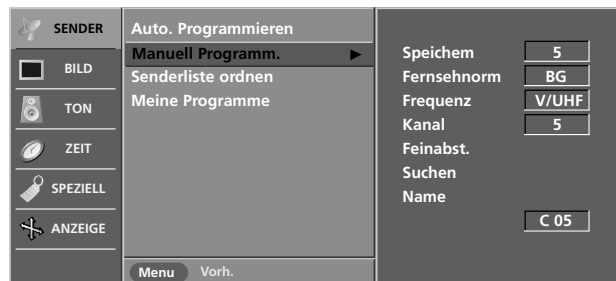 SENDER
BILD
TON
ZEIT
SPEZIELL
ANZEIGE
Auto. Programmieren
Manuell Programm.
Senderliste ordnen
Meine Programme
Menu Vorh.
Speichem 5
Fernsehnorm BG
Frequenz V/UHF
Kanal 5
Feinabst.
Suchen
Name
C 05